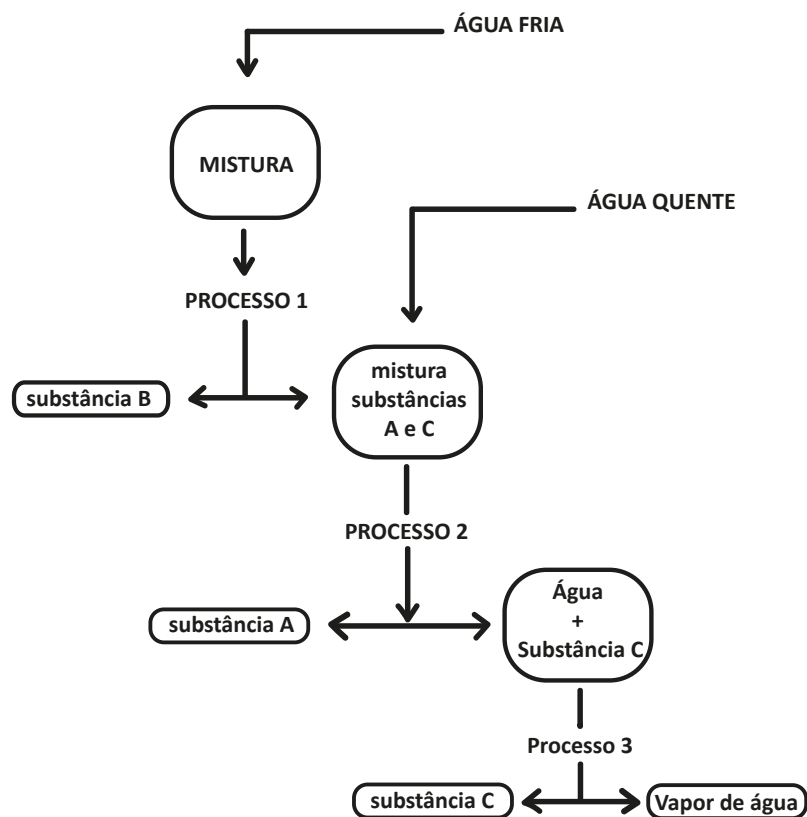 ÁGUA FRIA
MISTURA
ÁGUA QUENTE
PROCESSO 1
substância B
mistura
substâncias
A e C
PROCESSO 2
substância A
Água
+
Substância C
Processo 3
substância C
Vapor de água